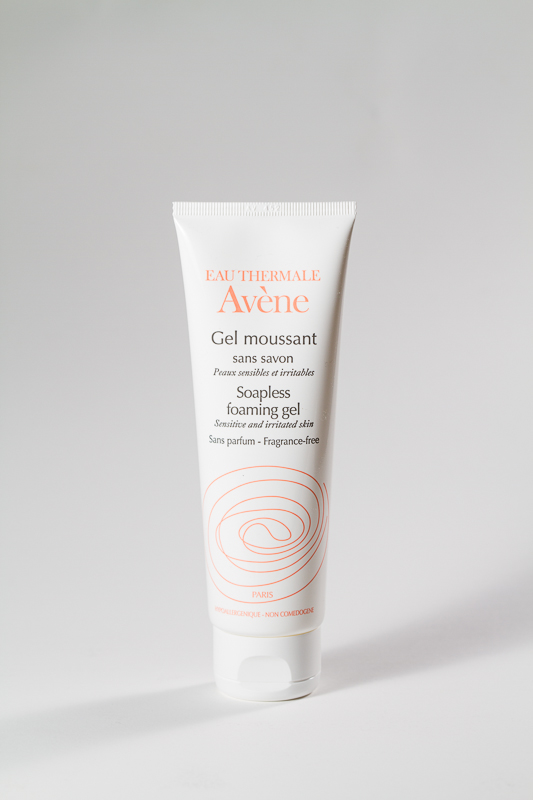 EAU THERMALE
Avène
Gel moussant
sans savon
Peaux sensibles et irritables
Soapless
foaming gel
Sensitive and irritated skin
Sans parfum - Fragrance-free
PARIS
HYPOALLERGENIQUE - NON COMEDOGENE